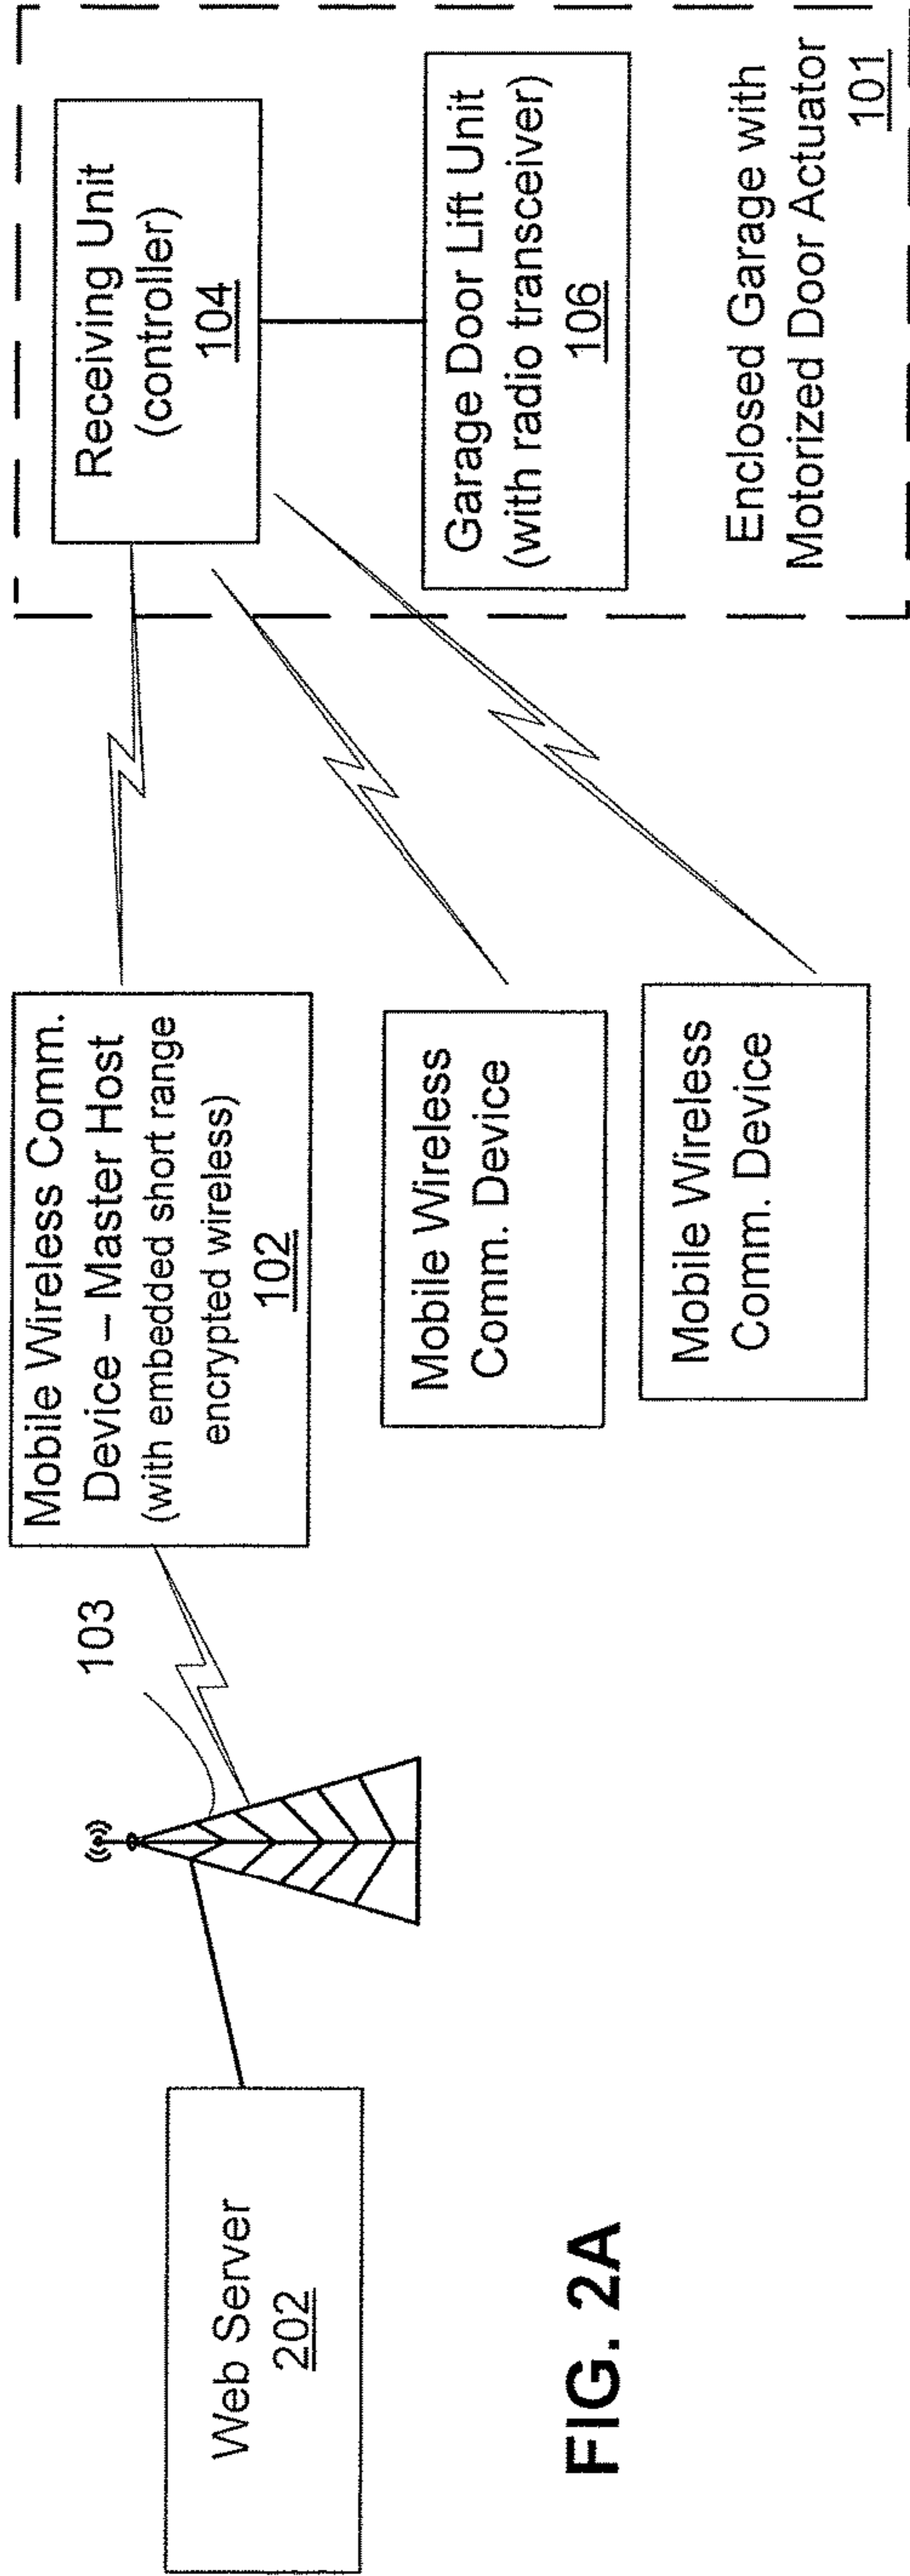 Web Server
202
103
Mobile Wireless Comm.
Device – Master Host
(with embedded short range
encrypted wireless)
102
Mobile Wireless
Comm. Device
Mobile Wireless
Comm. Device
Receiving Unit
(controller)
104
Garage Door Lift Unit
(with radio transceiver)
106
Enclosed Garage with
Motorized Door Actuator
101
FIG. 2A